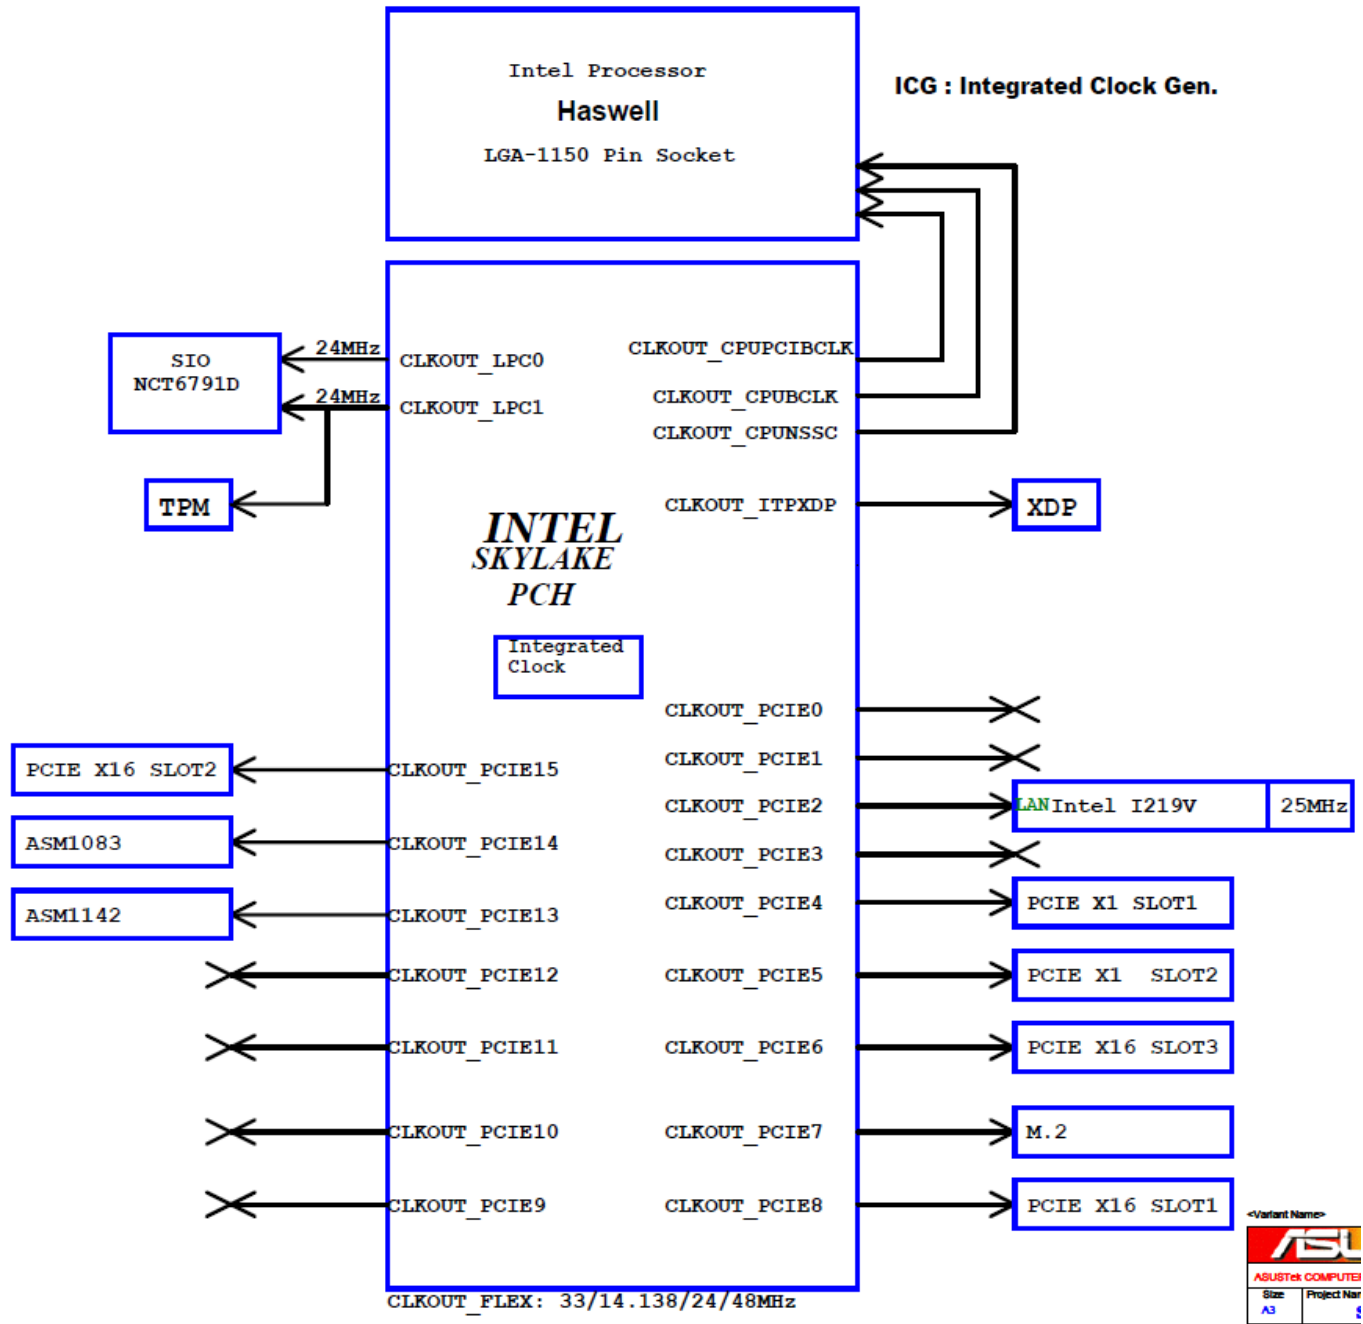 Intel Processor
Haswell
LGA-1150 Pin Socket
ICG : Integrated Clock Gen.
SIO
NCT6791D
24MHz
CLKOUT_LPC0
24MHz
CLKOUT_LPC1
TPM
CLKOUT_CPUPCIBCLK
CLKOUT_CPUBCLK
CLKOUT_CPUNSSC
CLKOUT_ITPXDP
XDP
INTEL
SKYLAKE
PCH
Integrated
Clock
CLKOUT_PCIE0
CLKOUT_PCIE1
CLKOUT_PCIE2
LAN Intel I219V
25MHz
CLKOUT_PCIE3
CLKOUT_PCIE4
PCIE X1 SLOT1
CLKOUT_PCIE5
PCIE X1 SLOT2
CLKOUT_PCIE6
PCIE X16 SLOT3
CLKOUT_PCIE7
M.2
CLKOUT_PCIE8
PCIE X16 SLOT1
PCIE X16 SLOT2
CLKOUT_PCIE15
ASM1083
CLKOUT_PCIE14
ASM1142
CLKOUT_PCIE13
CLKOUT_PCIE12
CLKOUT_PCIE11
CLKOUT_PCIE10
CLKOUT_PCIE9
CLKOUT_FLEX: 33/14.138/24/48MHz
<Variant Name>
ASUSTek COMPUTER
Size
A3